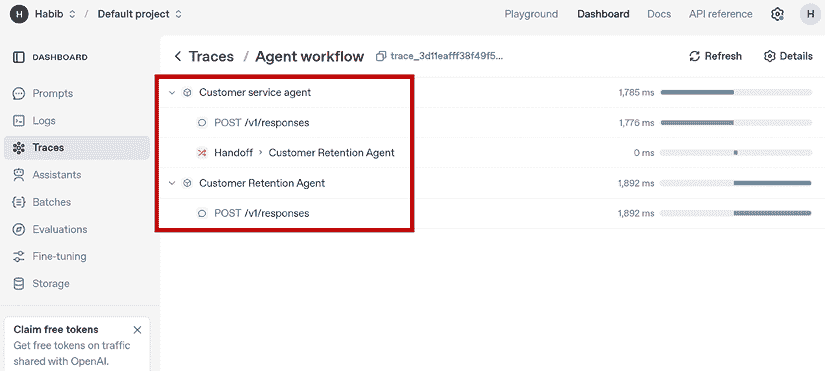 H Habib / Default project Playground Dashboard Docs API reference H
DASHBOARD
Traces / Agent workflow trace_3d11eafff38f49f5... Refresh Details
Prompts
Logs
Traces
Assistants
Batches
Evaluations
Fine-tuning
Storage
Customer service agent 1,785 ms
POST /v1/responses 1,776 ms
Handoff > Customer Retention Agent 0 ms
Customer Retention Agent 1,892 ms
POST /v1/responses 1,892 ms
Claim free tokens
Get free tokens on traffic
shared with OpenAI.